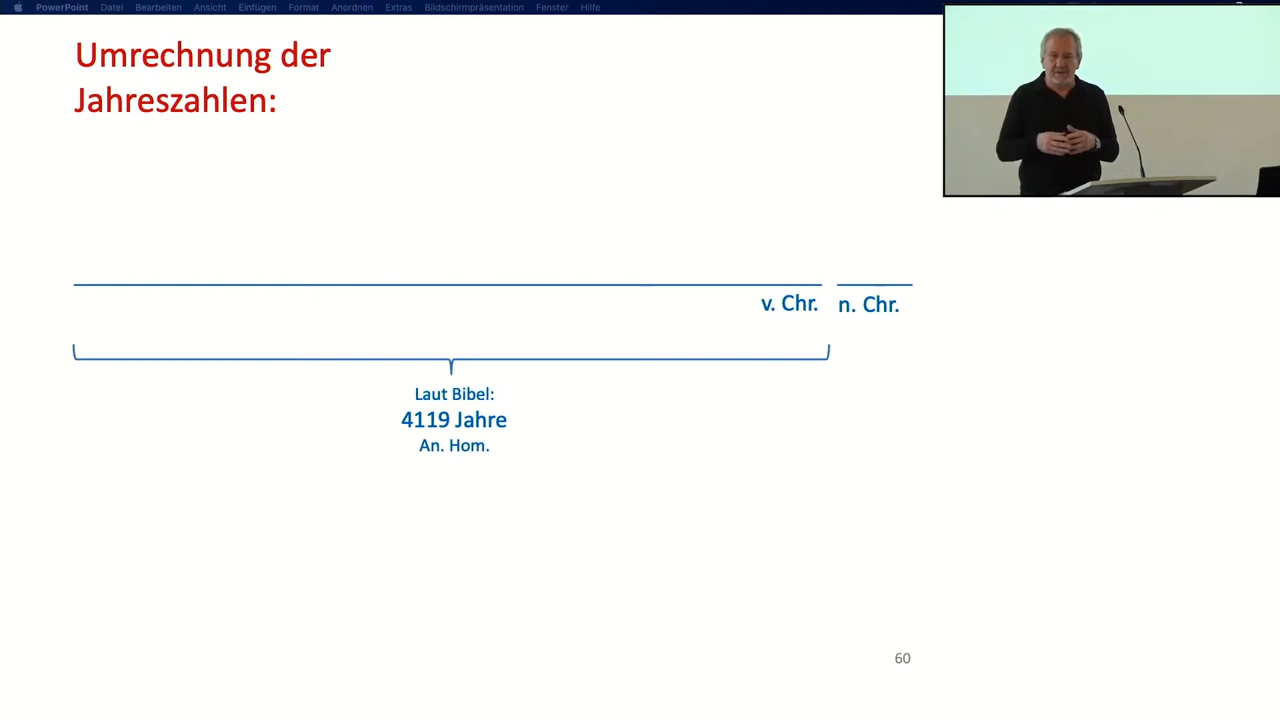 PowerPoint Datei Bearbeiten Ansicht Einfügen Format Anordnen Extras Bildschirmpräsentation Fenster Hilfe
Umrechnung der
Jahreszahlen:
v. Chr. n. Chr.
Laut Bibel:
4119 Jahre
An. Hom.
60